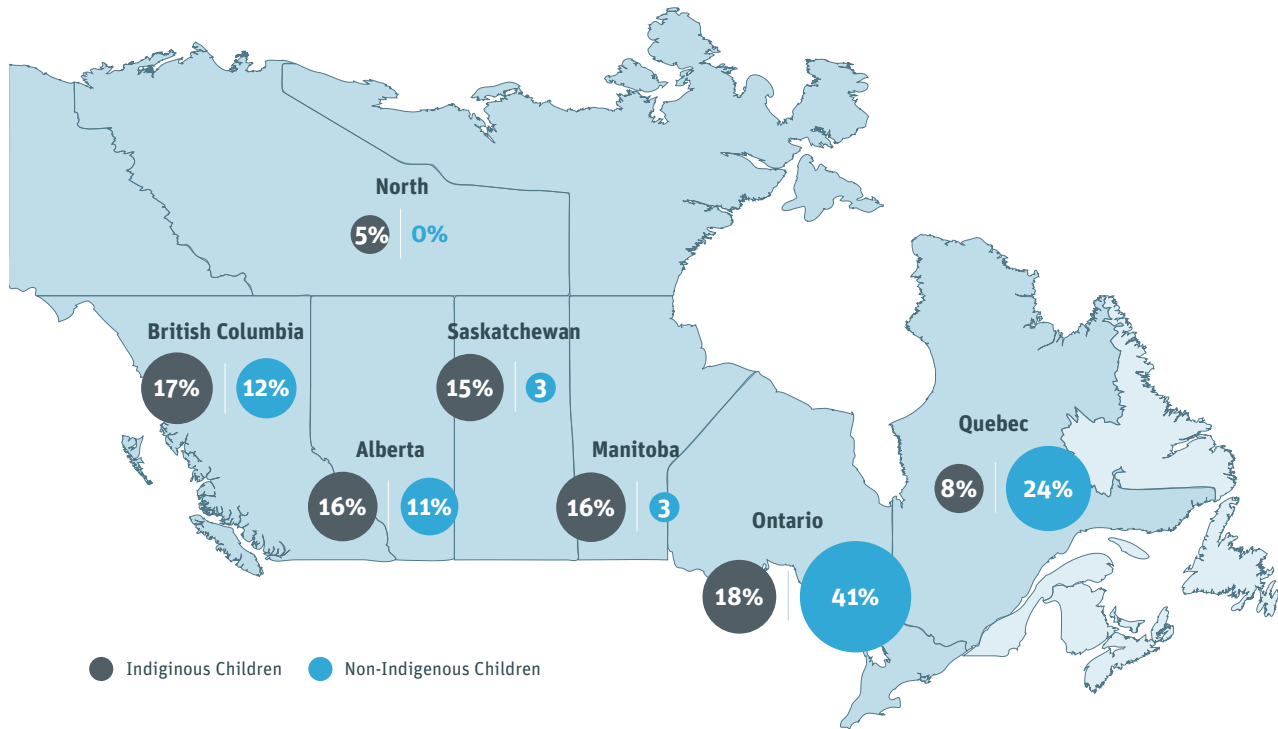 North
5% 0%
British Columbia
17% 12%
Saskatchewan
15% 3
Alberta
16% 11%
Manitoba
16% 3
Quebec
8% 24%
Ontario
18% 41%
Indiginous Children Non-Indigenous Children